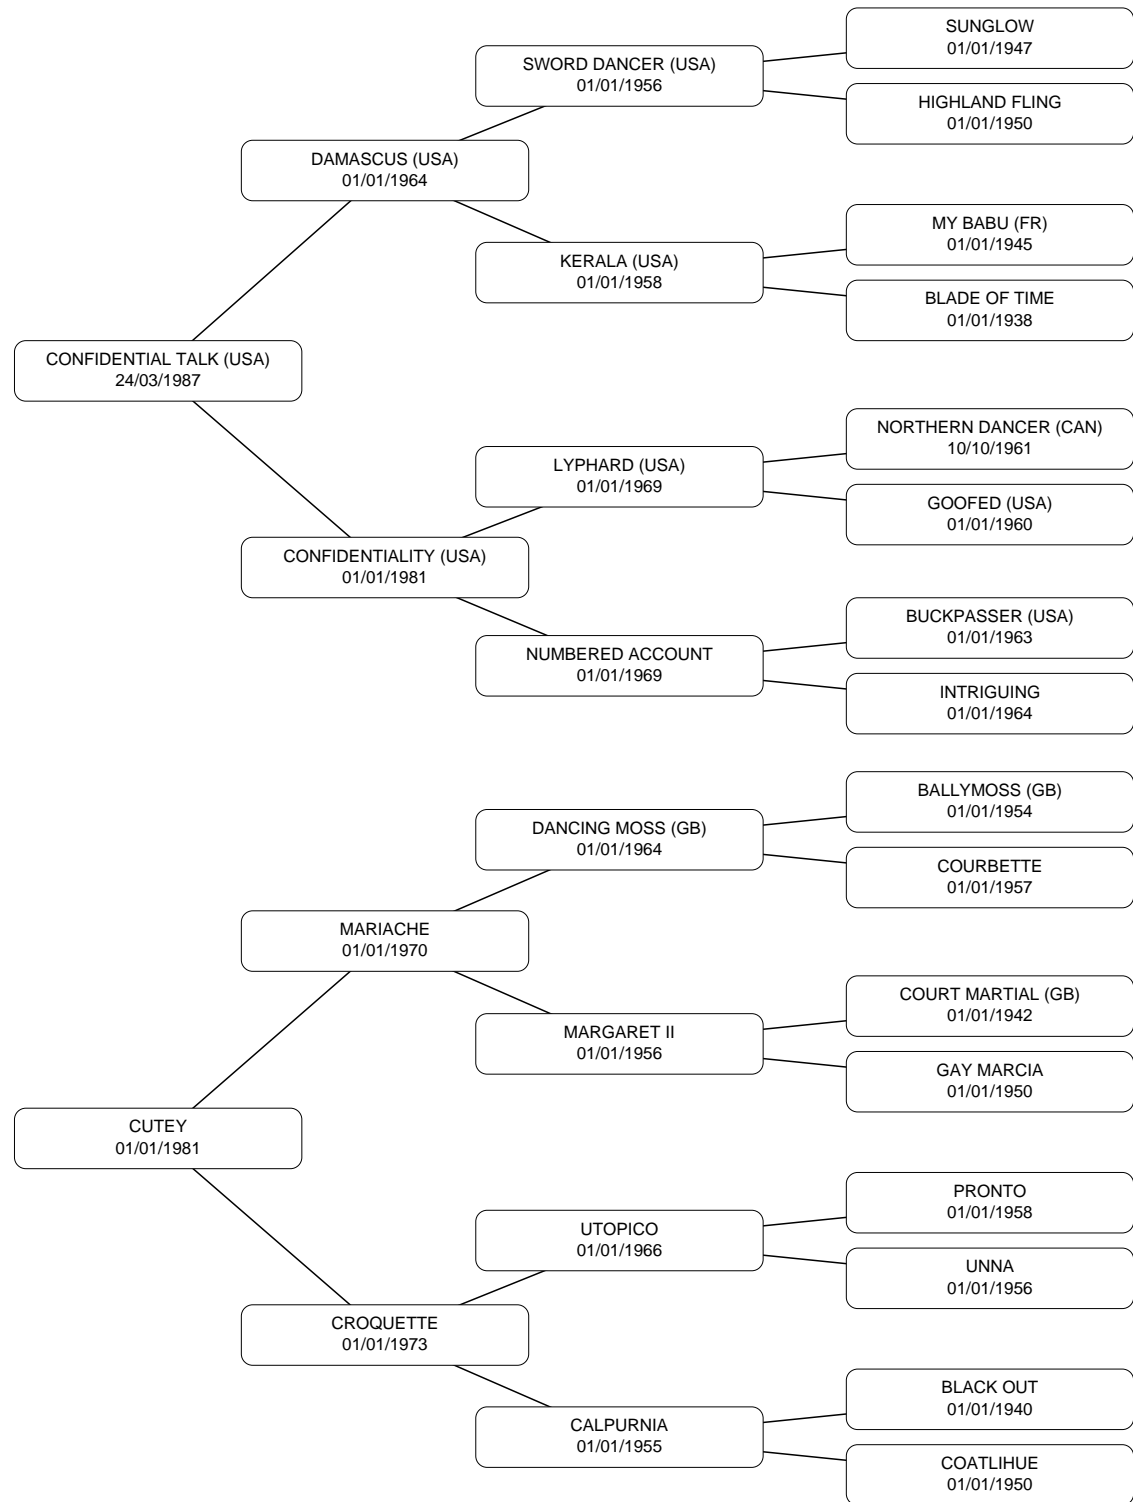 SUNGLOW
01/01/1947
SWORD DANCER (USA)
01/01/1956
HIGHLAND FLING
01/01/1950
DAMASCUS (USA)
01/01/1964
MY BABU (FR)
01/01/1945
KERALA (USA)
01/01/1958
BLADE OF TIME
01/01/1938
CONFIDENTIAL TALK (USA)
24/03/1987
NORTHERN DANCER (CAN)
10/10/1961
LYPHARD (USA)
01/01/1969
GOOFED (USA)
01/01/1960
CONFIDENTIALITY (USA)
01/01/1981
BUCKPASSER (USA)
01/01/1963
NUMBERED ACCOUNT
01/01/1969
INTRIGUING
01/01/1964
BALLYMOSS (GB)
01/01/1954
DANCING MOSS (GB)
01/01/1964
COURBETTE
01/01/1957
MARIACHE
01/01/1970
COURT MARTIAL (GB)
01/01/1942
MARGARET II
01/01/1956
GAY MARCIA
01/01/1950
CUTEY
01/01/1981
PRONTO
01/01/1958
UTOPICO
01/01/1966
UNNA
01/01/1956
CROQUETTE
01/01/1973
BLACK OUT
01/01/1940
CALPURNIA
01/01/1955
COATLIHUE
01/01/1950